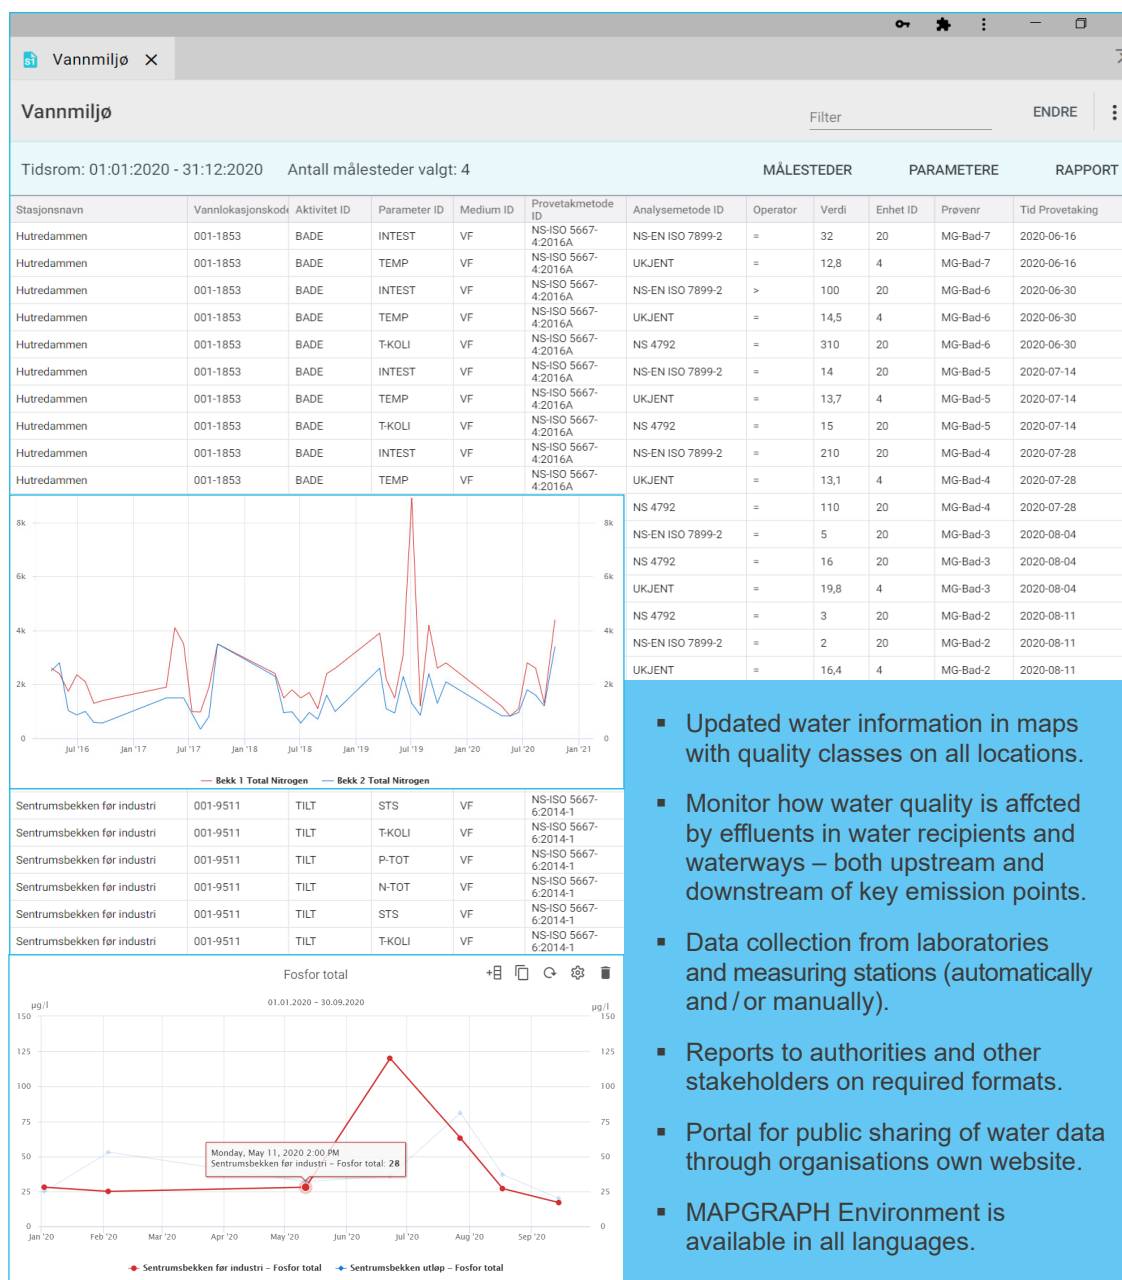 Vannmiljø
Vannmiljø
Filter
ENDRE
Tidsrom: 01:01:2020 - 31:12:2020 Antall målesteder valgt: 4 MÅLESTEDER PARAMETERE RAPPORT
Stasjonsnavn Vannlokasjonskode Aktivitet ID Parameter ID Medium ID Provetakmetode ID Analysemetode ID Operator Verdi Enhet ID Prøvenr Tid Provetaking
Hutredammen 001-1853 BADE INTEST VF NS-ISO 5667-4:2016A NS-EN ISO 7899-2 = 32 20 MG-Bad-7 2020-06-16
Hutredammen 001-1853 BADE TEMP VF NS-ISO 5667-4:2016A UKJENT = 12,8 4 MG-Bad-7 2020-06-16
Hutredammen 001-1853 BADE INTEST VF NS-ISO 5667-4:2016A NS-EN ISO 7899-2 > 100 20 MG-Bad-6 2020-06-30
Hutredammen 001-1853 BADE TEMP VF NS-ISO 5667-4:2016A UKJENT = 14,5 4 MG-Bad-6 2020-06-30
Hutredammen 001-1853 BADE T-KOLI VF NS-ISO 5667-4:2016A NS 4792 = 310 20 MG-Bad-6 2020-06-30
Hutredammen 001-1853 BADE INTEST VF NS-ISO 5667-4:2016A NS-EN ISO 7899-2 = 14 20 MG-Bad-5 2020-07-14
Hutredammen 001-1853 BADE TEMP VF NS-ISO 5667-4:2016A UKJENT = 13,7 4 MG-Bad-5 2020-07-14
Hutredammen 001-1853 BADE T-KOLI VF NS-ISO 5667-4:2016A NS 4792 = 15 20 MG-Bad-5 2020-07-14
Hutredammen 001-1853 BADE INTEST VF NS-ISO 5667-4:2016A NS-EN ISO 7899-2 = 210 20 MG-Bad-4 2020-07-28
Hutredammen 001-1853 BADE TEMP VF NS-ISO 5667-4:2016A UKJENT = 13,1 4 MG-Bad-4 2020-07-28
NS 4792 = 110 20 MG-Bad-4 2020-07-28
NS-EN ISO 7899-2 = 5 20 MG-Bad-3 2020-08-04
NS 4792 = 16 20 MG-Bad-3 2020-08-04
UKJENT = 19,8 4 MG-Bad-3 2020-08-04
NS 4792 = 3 20 MG-Bad-2 2020-08-11
NS-EN ISO 7899-2 = 2 20 MG-Bad-2 2020-08-11
UKJENT = 16,4 4 MG-Bad-2 2020-08-11
8k 8k
6k 6k
4k 4k
2k 2k
0 0
Jul '16 Jan '17 Jul '17 Jan '18 Jul '18 Jan '19 Jul '19 Jan '20 Jul '20 Jan '21
Bekk 1 Total Nitrogen Bekk 2 Total Nitrogen
Sentrumsbekken før industri 001-9511 TILT STS VF NS-ISO 5667-6:2014-1
Sentrumsbekken før industri 001-9511 TILT T-KOLI VF NS-ISO 5667-6:2014-1
Sentrumsbekken før industri 001-9511 TILT P-TOT VF NS-ISO 5667-6:2014-1
Sentrumsbekken før industri 001-9511 TILT N-TOT VF NS-ISO 5667-6:2014-1
Sentrumsbekken før industri 001-9511 TILT STS VF NS-ISO 5667-6:2014-1
Sentrumsbekken før industri 001-9511 TILT T-KOLI VF NS-ISO 5667-6:2014-1
Fosfor total
01.01.2020 – 30.09.2020
µg/l µg/l
150 150
125 125
100 100
75 75
50 50
25 25
0 0
Monday, May 11, 2020 2:00 PM
Sentrumsbekken før industri – Fosfor total: 28
Jan '20 Feb '20 Mar '20 Apr '20 May '20 Jun '20 Jul '20 Aug '20 Sep '20
Sentrumsbekken før industri – Fosfor total Sentrumsbekken utløp – Fosfor total
▪ Updated water information in maps
with quality classes on all locations.
▪ Monitor how water quality is affcted
by effluents in water recipients and
waterways – both upstream and
downstream of key emission points.
▪ Data collection from laboratories
and measuring stations (automatically
and / or manually).
▪ Reports to authorities and other
stakeholders on required formats.
▪ Portal for public sharing of water data
through organisations own website.
▪ MAPGRAPH Environment is
available in all languages.